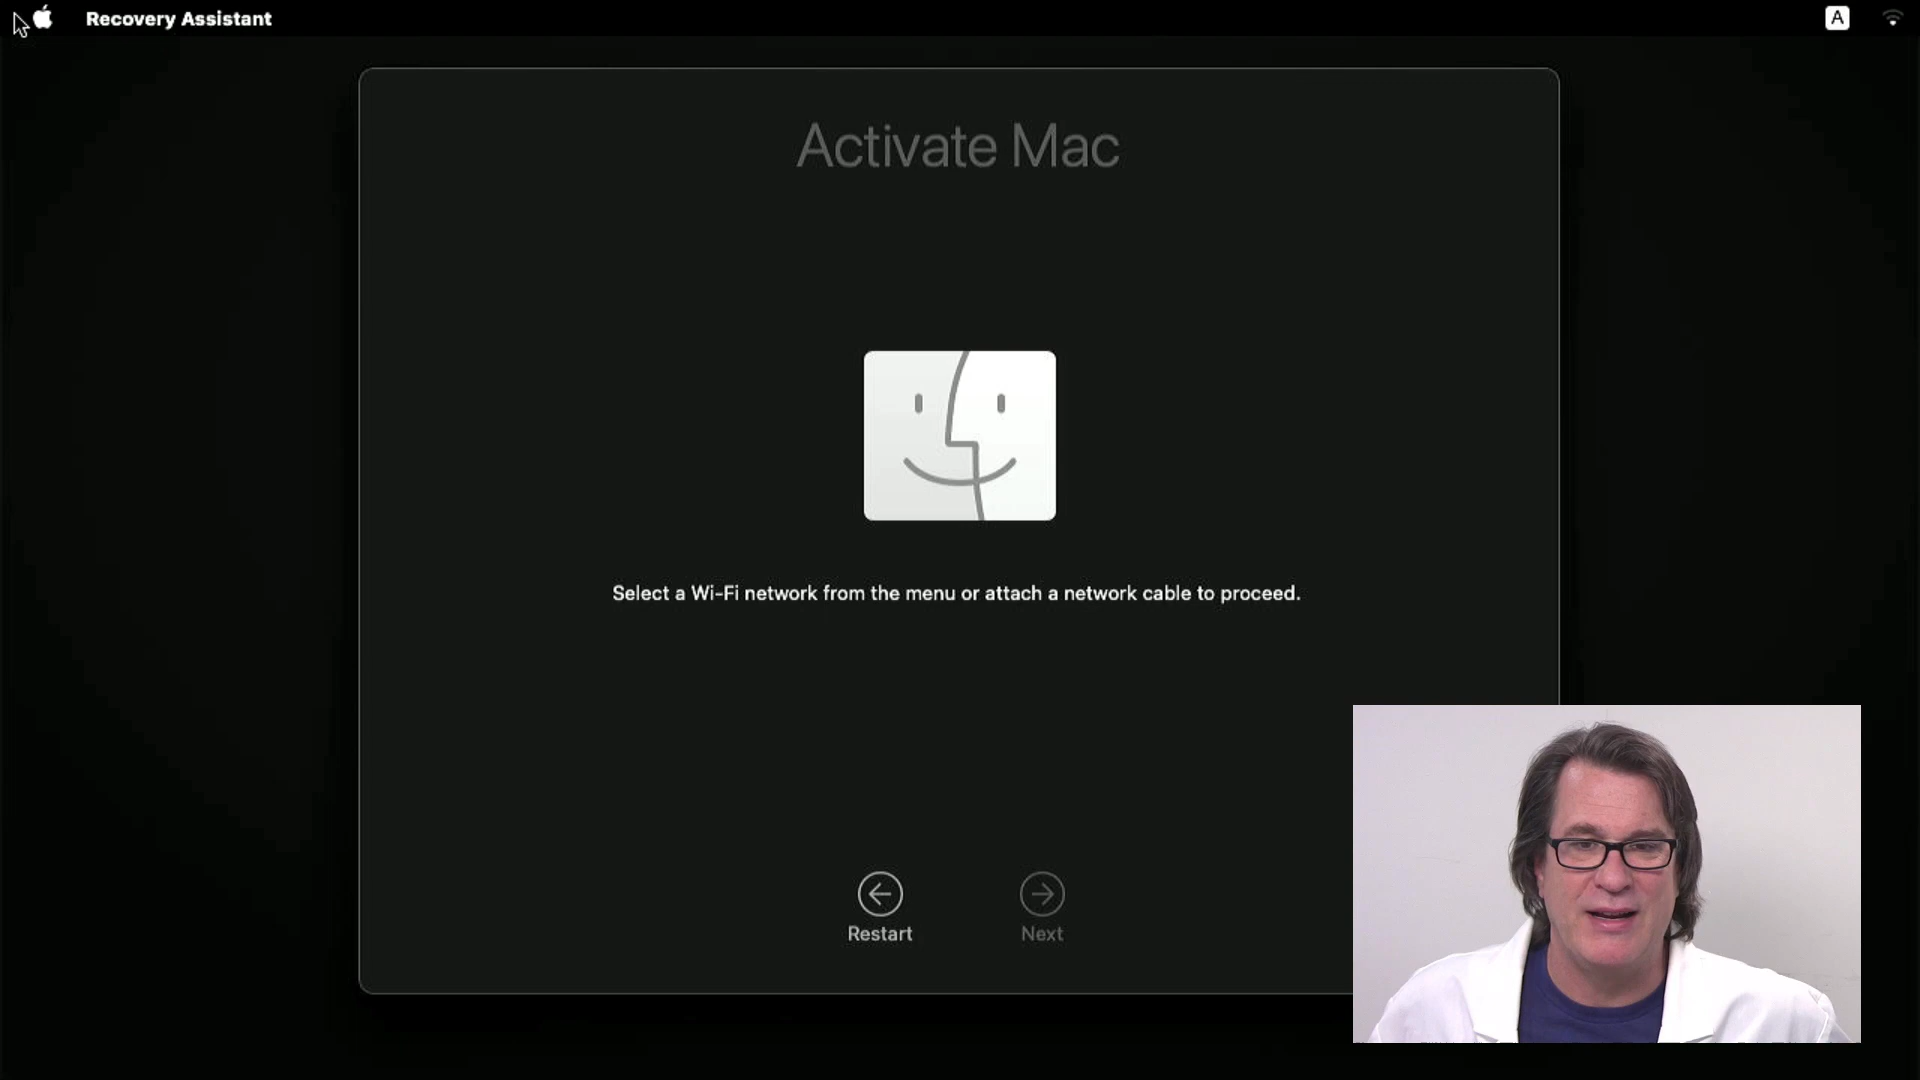 Recovery Assistant
A
Activate Mac
Select a Wi-Fi network from the menu or attach a network cable to proceed.
Restart
Next